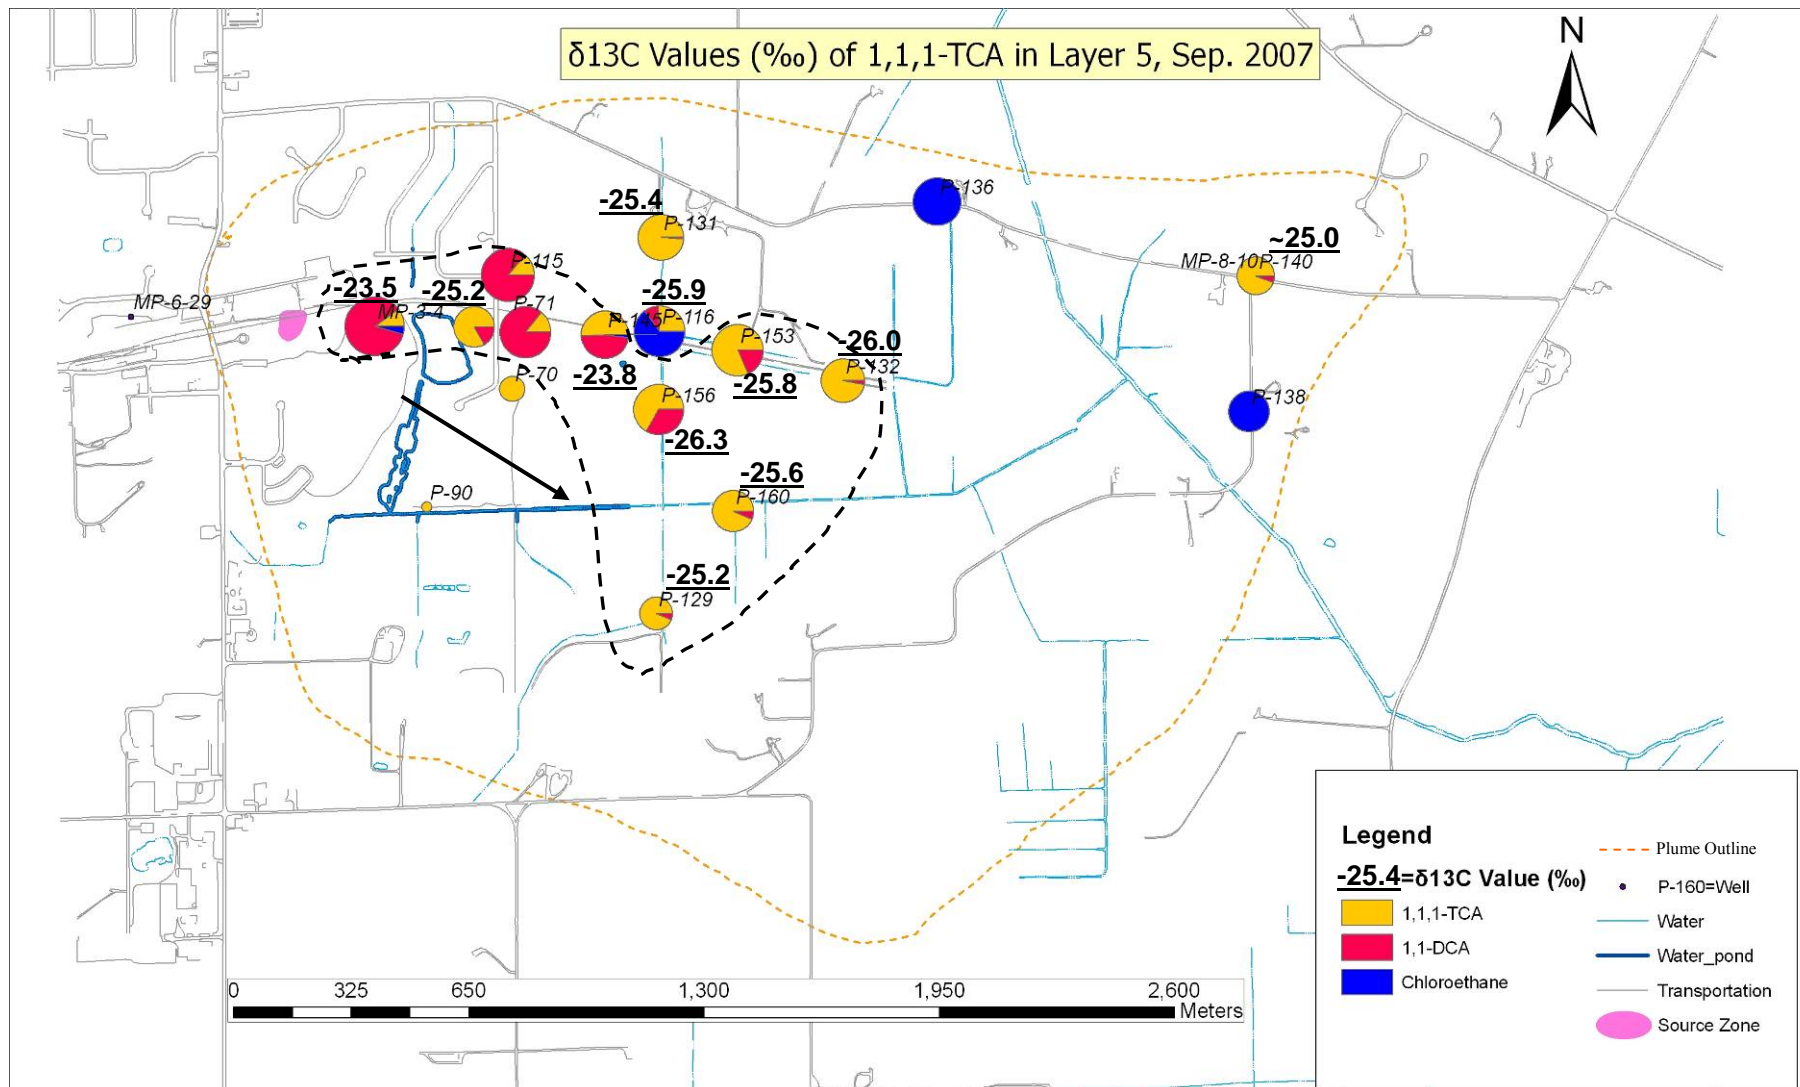 δ13C Values (‰) of 1,1,1-TCA in Layer 5, Sep. 2007
N
P-136
-25.4
P-131
~25.0
MP-8-10
P-140
P-115
-23.5
-25.2
-25.9
MP-6-29
MP-3-4
P-71
P-145
P-116
P-153
-26.0
P-132
-23.8
-25.8
P-70
P-156
P-138
-26.3
-25.6
P-90
P-160
-25.2
P-129
Legend
-25.4=δ13C Value (‰)
1,1,1-TCA
1,1-DCA
Chloroethane
Plume Outline
P-160=Well
Water
Water_pond
Transportation
Source Zone
0 325 650 1,300 1,950 2,600
Meters